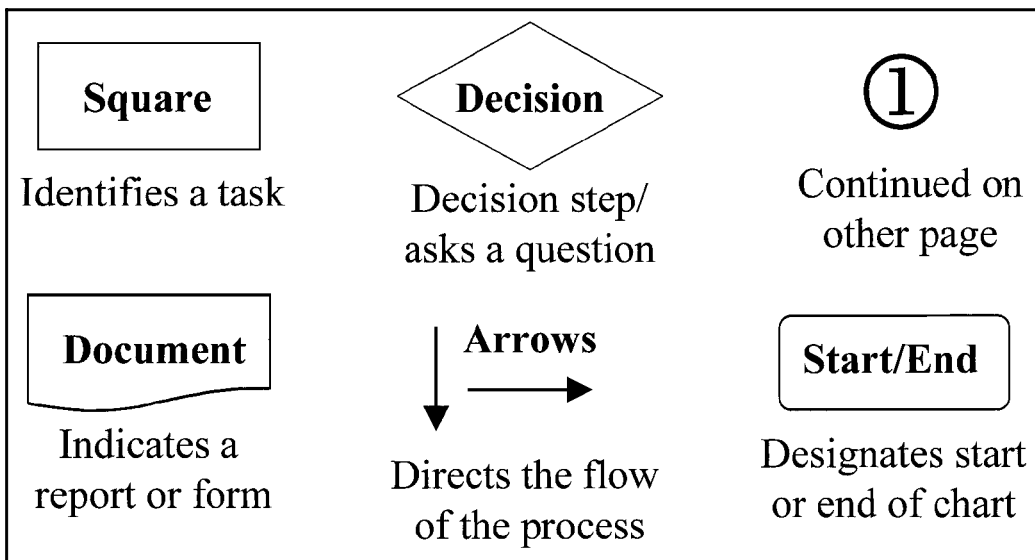 Square
Identifies a task
Decision
Decision step/
asks a question
①
Continued on
other page
Document
Indicates a
report or form
Arrows
Directs the flow
of the process
Start/End
Designates start
or end of chart